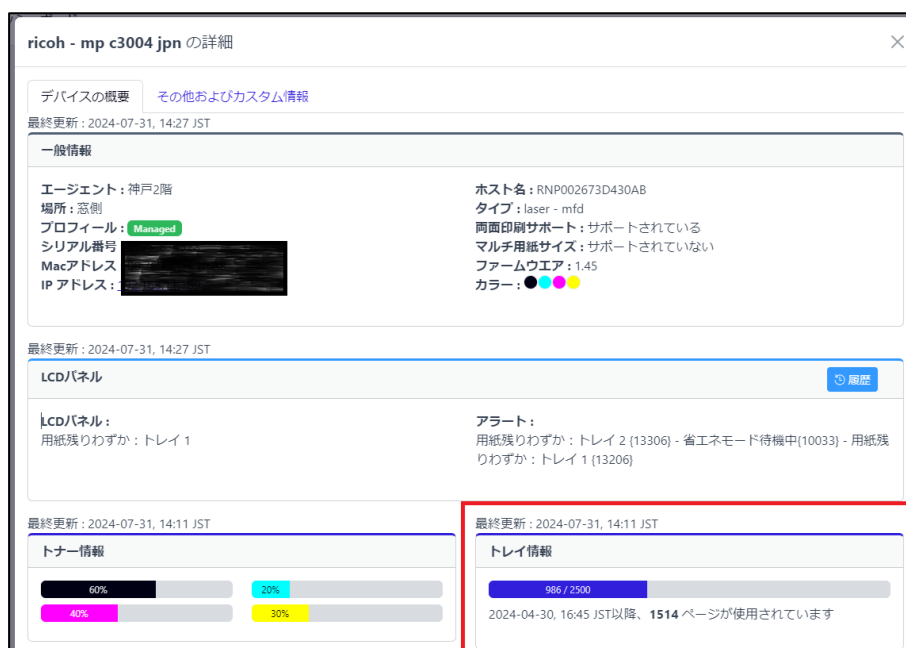 ricoh - mp c3004 jpn の詳細
デバイスの概要
その他およびカスタム情報
最終更新 : 2024-07-31, 14:27 JST
一般情報
エージェント : 神戸2階
場所 : 窓側
プロフィール : Managed
シリアル番号
Macアドレス
IP アドレス :
ホスト名 : RNP002673D430AB
タイプ : laser - mfd
両面印刷サポート : サポートされている
マルチ用紙サイズ : サポートされていない
ファームウエア : 1.45
カラー :
最終更新 : 2024-07-31, 14:27 JST
LCDパネル
履歴
LCDパネル :
用紙残りわずか : トレイ 1
アラート :
用紙残りわずか : トレイ 2 {13306} - 省エネモード待機中{10033} - 用紙残
りわずか : トレイ 1 {13206}
最終更新 : 2024-07-31, 14:11 JST
トナー情報
60%
20%
40%
30%
最終更新 : 2024-07-31, 14:11 JST
トレイ情報
986 / 2500
2024-04-30, 16:45 JST以降、1514 ページが使用されています